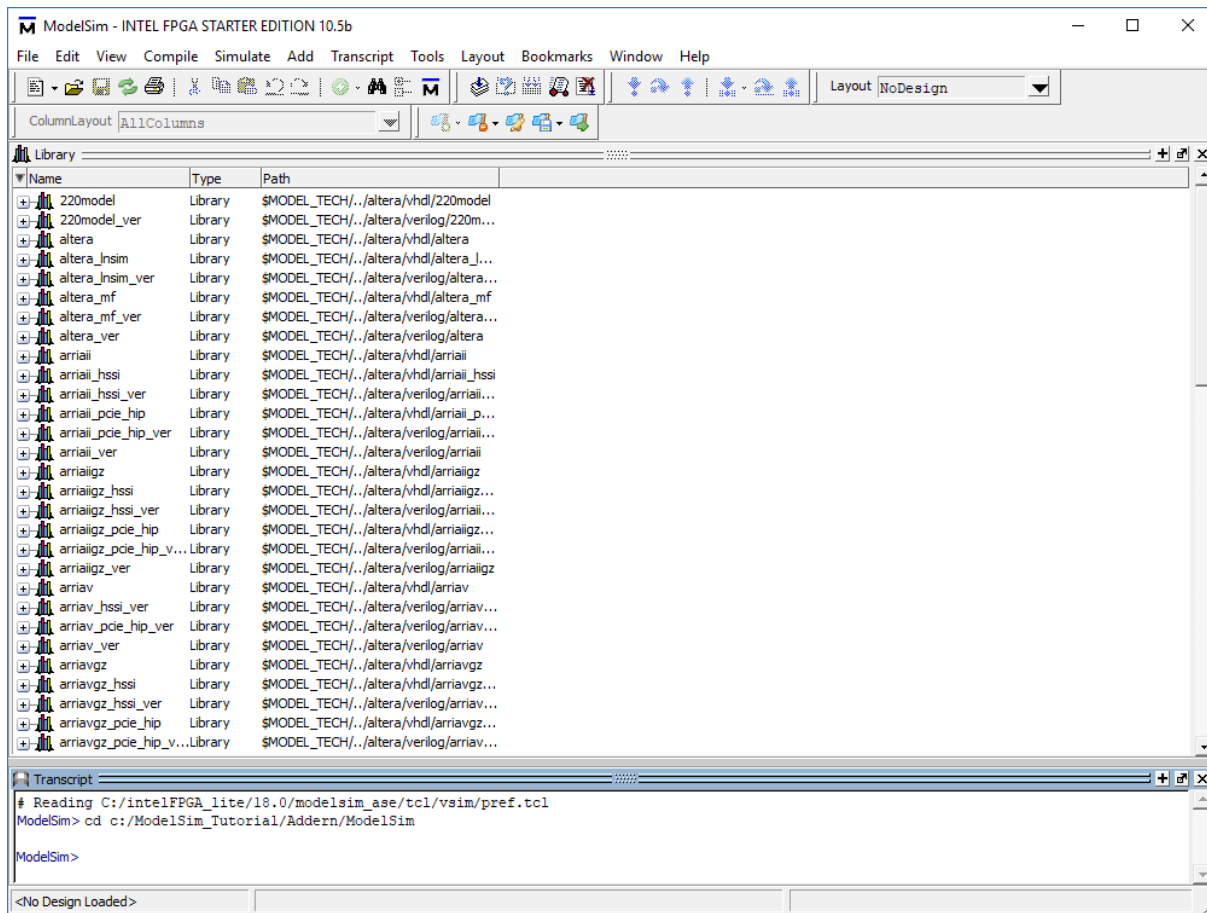 ModelSim - INTEL FPGA STARTER EDITION 10.5b
File Edit View Compile Simulate Add Transcript Tools Layout Bookmarks Window Help
Layout NoDesign
ColumnLayout AllColumns
Library
Name Type Path
220model Library $MODEL_TECH/../altera/vhdl/220model
220model_ver Library $MODEL_TECH/../altera/verilog/220m...
altera Library $MODEL_TECH/../altera/vhdl/altera
altera_lnsim Library $MODEL_TECH/../altera/vhdl/altera_l...
altera_lnsim_ver Library $MODEL_TECH/../altera/verilog/altera...
altera_mf Library $MODEL_TECH/../altera/vhdl/altera_mf
altera_mf_ver Library $MODEL_TECH/../altera/verilog/altera...
altera_ver Library $MODEL_TECH/../altera/verilog/altera
arriaii Library $MODEL_TECH/../altera/vhdl/arriaii
arriaii_hssi Library $MODEL_TECH/../altera/vhdl/arriaii_hssi
arriaii_hssi_ver Library $MODEL_TECH/../altera/verilog/arriaii...
arriaii_pcie_hip Library $MODEL_TECH/../altera/vhdl/arriaii_p...
arriaii_pcie_hip_ver Library $MODEL_TECH/../altera/verilog/arriaii...
arriaii_ver Library $MODEL_TECH/../altera/verilog/arriaii
arriaiigz Library $MODEL_TECH/../altera/vhdl/arriaiigz
arriaiigz_hssi Library $MODEL_TECH/../altera/vhdl/arriaiigz...
arriaiigz_hssi_ver Library $MODEL_TECH/../altera/verilog/arriaii...
arriaiigz_pcie_hip Library $MODEL_TECH/../altera/vhdl/arriaiigz...
arriaiigz_pcie_hip_v... Library $MODEL_TECH/../altera/verilog/arriaii...
arriaiigz_ver Library $MODEL_TECH/../altera/verilog/arriaiigz
arriav Library $MODEL_TECH/../altera/vhdl/arriav
arriav_hssi_ver Library $MODEL_TECH/../altera/verilog/arriav...
arriav_pcie_hip_ver Library $MODEL_TECH/../altera/verilog/arriav...
arriav_ver Library $MODEL_TECH/../altera/verilog/arriav
arriavgz Library $MODEL_TECH/../altera/vhdl/arriavgz
arriavgz_hssi Library $MODEL_TECH/../altera/vhdl/arriavgz...
arriavgz_hssi_ver Library $MODEL_TECH/../altera/verilog/arriav...
arriavgz_pcie_hip Library $MODEL_TECH/../altera/vhdl/arriavgz...
arriavgz_pcie_hip_v... Library $MODEL_TECH/../altera/verilog/arriav...
Transcript
# Reading C:/intelFPGA_lite/18.0/modelsim_ase/tcl/vsim/pref.tcl
ModelSim> cd c:/ModelSim_Tutorial/Addern/ModelSim
ModelSim>
<No Design Loaded>